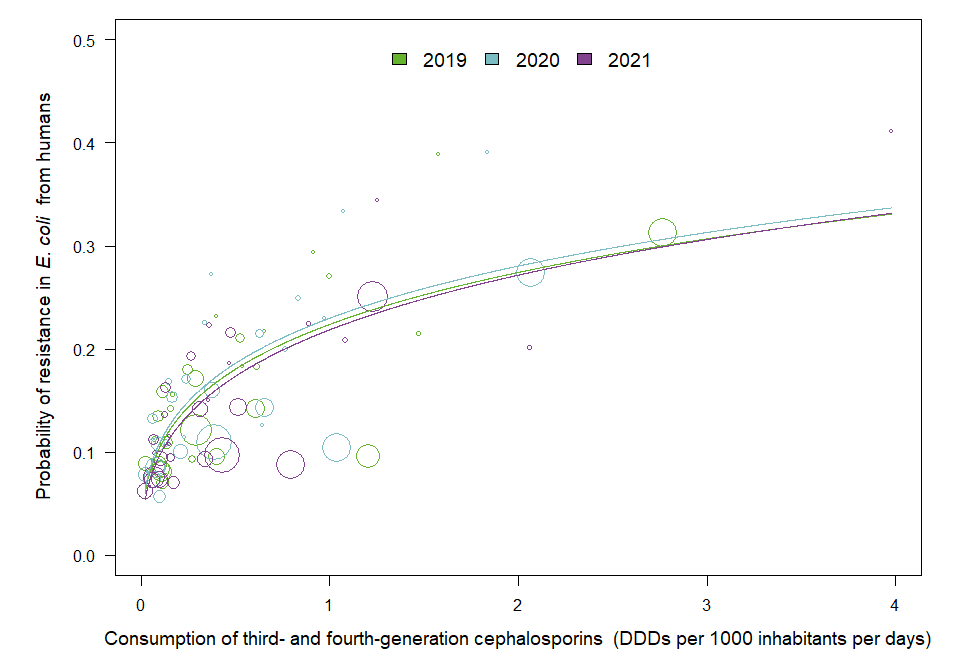 0.5
2019 2020 2021
0.4
0.3
0.2
0.1
0.0
Probability of resistance in E. coli from humans
0 1 2 3 4
Consumption of third- and fourth-generation cephalosporins (DDDs per 1000 inhabitants per days)